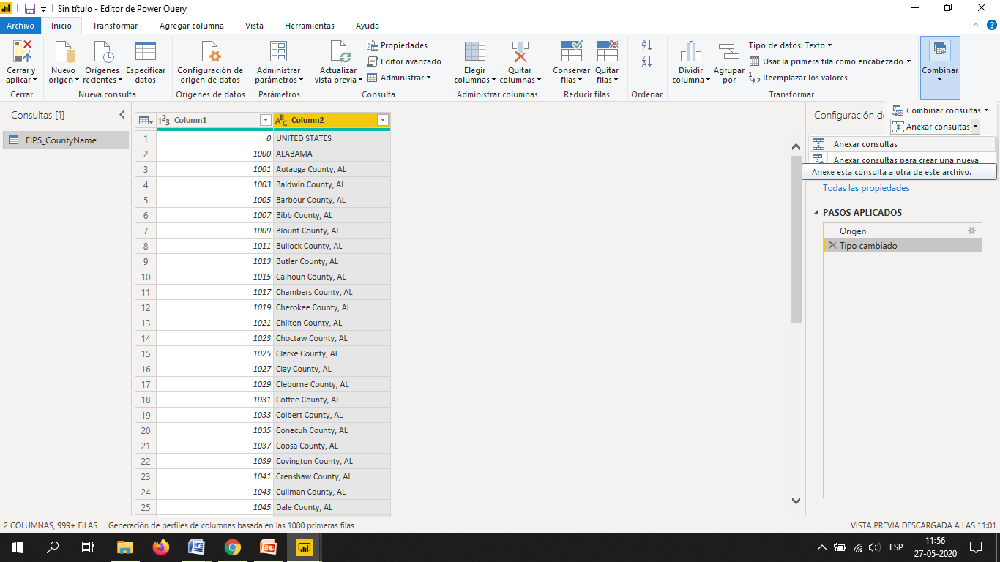 Sin título - Editor de Power Query
Archivo Inicio Transformar Agregar columna Vista Herramientas Ayuda
Cerrar y aplicar
Cerrar
Nuevo origen
Orígenes recientes
Especificar datos
Nueva consulta
Configuración de origen de datos
Orígenes de datos
Administrar parámetros
Parámetros
Actualizar vista previa
Propiedades
Editor avanzado
Administrar
Consulta
Elegir columnas
Quitar columnas
Administrar columnas
Conservar filas
Quitar filas
Reducir filas
Ordenar
Dividir columna
Agrupar por
Tipo de datos: Texto
Usar la primera fila como encabezado
Reemplazar los valores
Transformar
Combinar
Combinar consultas
Anexar consultas
Anexar consultas
Anexar consultas para crear una nueva
Anexe esta consulta a otra de este archivo.
Consultas [1]
FIPS_CountyName
Column1 Column2
1 0 UNITED STATES
2 1000 ALABAMA
3 1001 Autauga County, AL
4 1003 Baldwin County, AL
5 1005 Barbour County, AL
6 1007 Bibb County, AL
7 1009 Blount County, AL
8 1011 Bullock County, AL
9 1013 Butler County, AL
10 1015 Calhoun County, AL
11 1017 Chambers County, AL
12 1019 Cherokee County, AL
13 1021 Chilton County, AL
14 1023 Choctaw County, AL
15 1025 Clarke County, AL
16 1027 Clay County, AL
17 1029 Cleburne County, AL
18 1031 Coffee County, AL
19 1033 Colbert County, AL
20 1035 Conecuh County, AL
21 1037 Coosa County, AL
22 1039 Covington County, AL
23 1041 Crenshaw County, AL
24 1043 Cullman County, AL
25 1045 Dale County, AL
Configuración de
Todas las propiedades
PASOS APLICADOS
Origen
Tipo cambiado
2 COLUMNAS, 999+ FILAS Generación de perfiles de columnas basada en las 1000 primeras filas
VISTA PREVIA DESCARGADA A LAS 11:01
ESP
11:56
27-05-2020